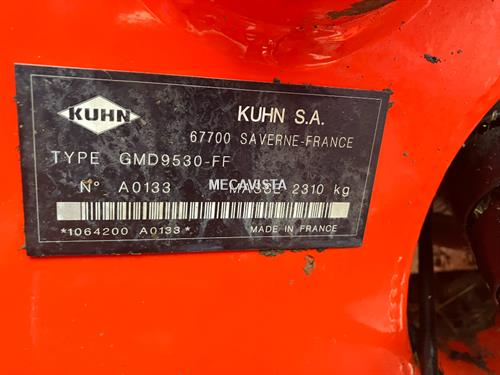 KUHN
KUHN S.A.
67700 SAVERNE-FRANCE
TYPE GMD9530-FF
N° A0133 MASSE 2310 kg
MECAVISTA
*1064200 A0133*
MADE IN FRANCE